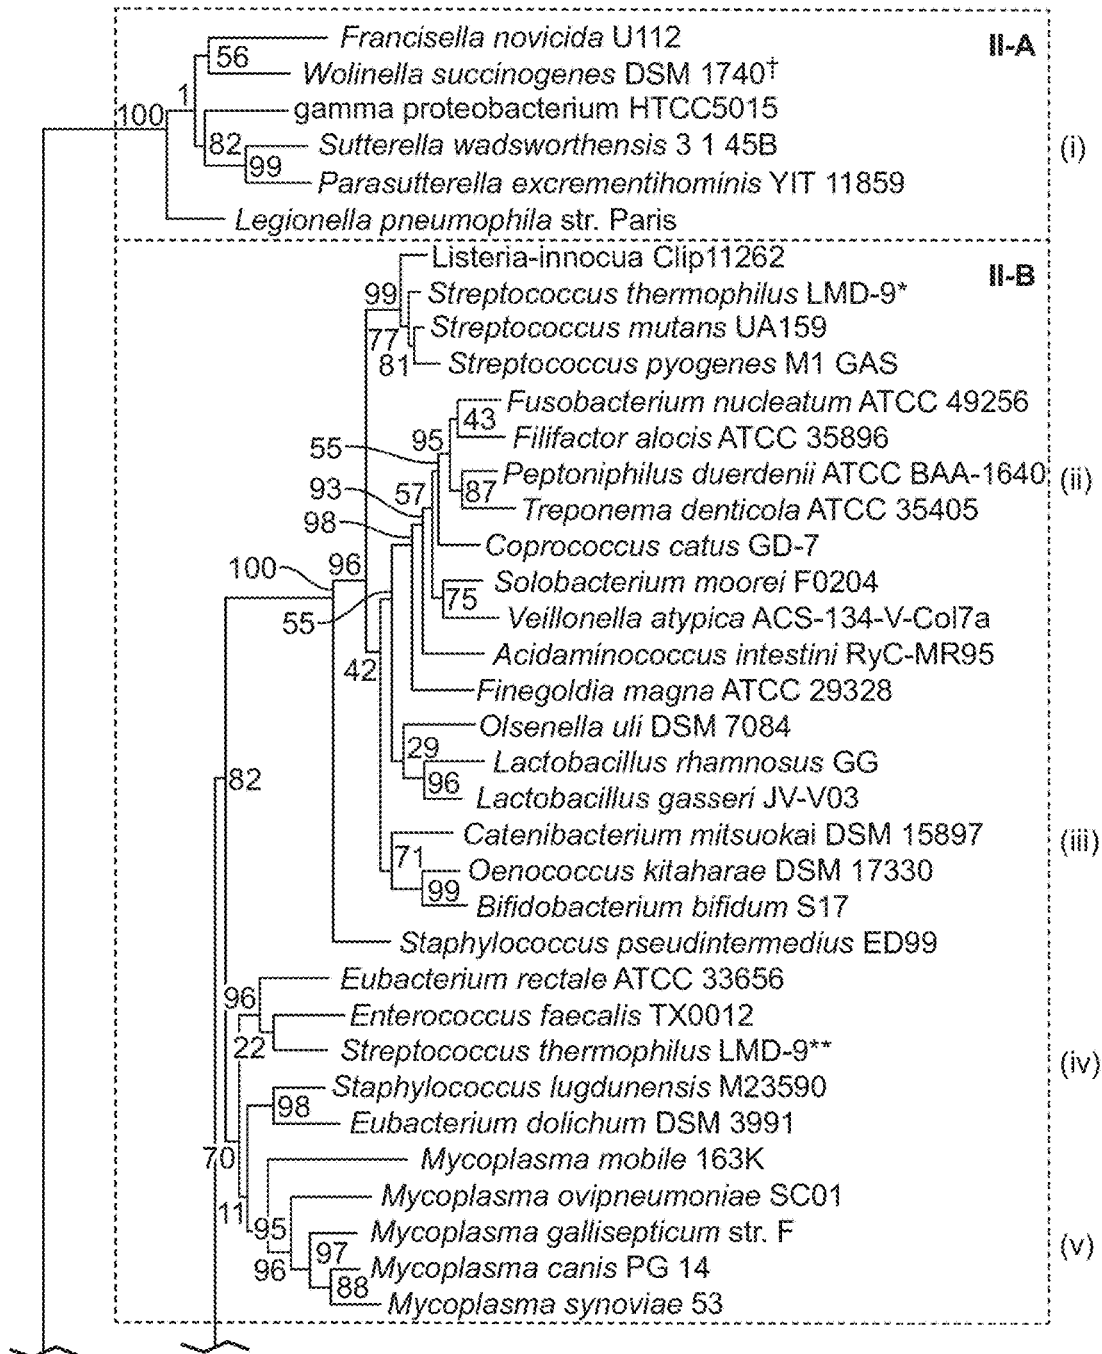 Francisella novicida U112
II-A
56
Wolinella succinogenes DSM 1740†
1
gamma proteobacterium HTCC5015
100
82
Sutterella wadsworthensis 3 1 45B
(i)
99
Parasutterella excrementihominis YIT 11859
Legionella pneumophila str. Paris
Listeria-innocua Clip11262
II-B
99
Streptococcus thermophilus LMD-9*
77
Streptococcus mutans UA159
81
Streptococcus pyogenes M1 GAS
Fusobacterium nucleatum ATCC 49256
43
55
95
Filifactor alocis ATCC 35896
Peptoniphilus duerdenii ATCC BAA-1640
(ii)
93
57
87
98
Treponema denticola ATCC 35405
Coprococcus catus GD-7
100
96
Solobacterium moorei F0204
75
55
Veillonella atypica ACS-134-V-Col7a
Acidaminococcus intestini RyC-MR95
42
Finegoldia magna ATCC 29328
Olsenella uli DSM 7084
29
Lactobacillus rhamnosus GG
82
96
Lactobacillus gasseri JV-V03
Catenibacterium mitsuokai DSM 15897
(iii)
71
Oenococcus kitaharae DSM 17330
99
Bifidobacterium bifidum S17
Staphylococcus pseudintermedius ED99
Eubacterium rectale ATCC 33656
96
Enterococcus faecalis TX0012
22
Streptococcus thermophilus LMD-9**
(iv)
Staphylococcus lugdunensis M23590
98
Eubacterium dolichum DSM 3991
70
Mycoplasma mobile 163K
Mycoplasma ovipneumoniae SC01
11
95
Mycoplasma gallisepticum str. F
(v)
97
96
Mycoplasma canis PG 14
88
Mycoplasma synoviae 53